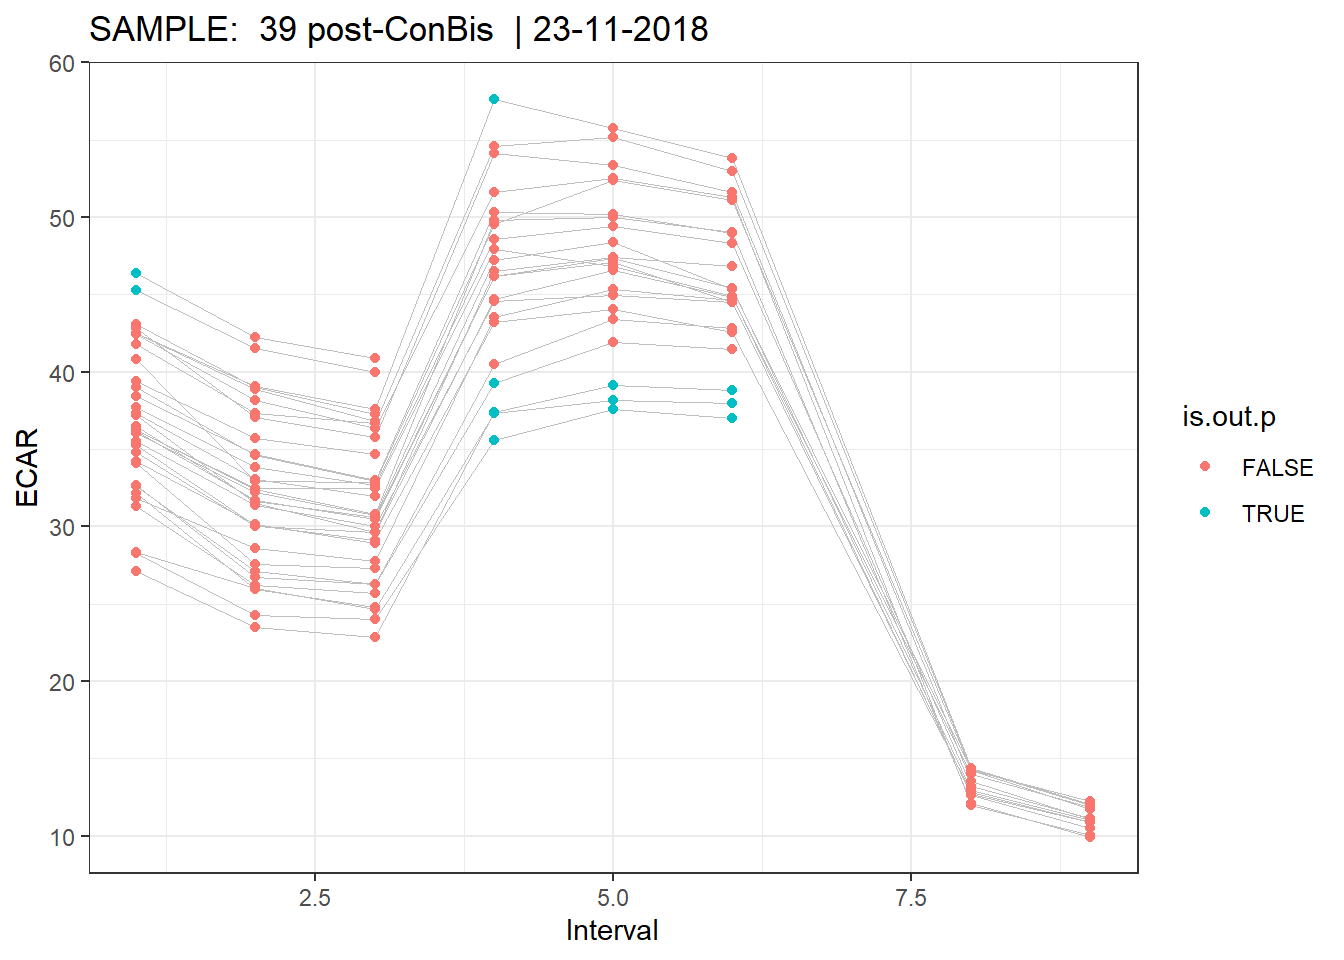 SAMPLE:  39 post-ConBis  | 23-11-2018
60
50
40
30
20
10
ECAR
2.5
5.0
7.5
Interval
is.out.p
FALSE
TRUE